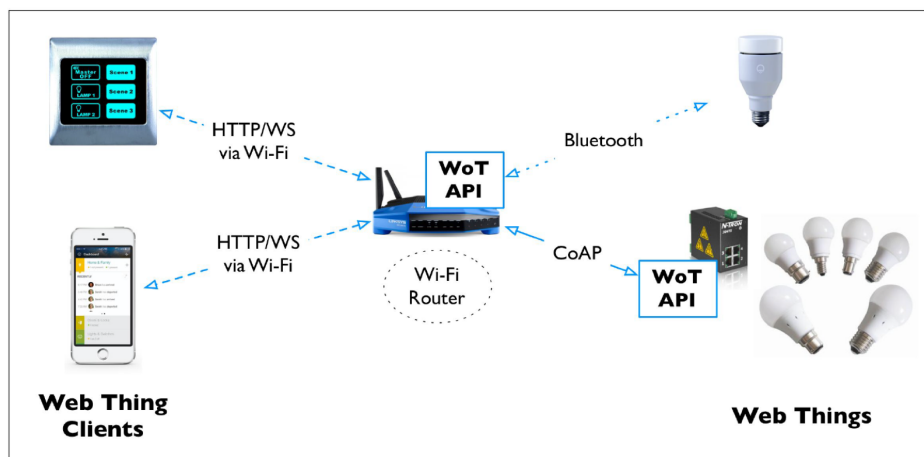 Master
OFF
Scene 1
LAMP 1
Scene 2
LAMP 2
Scene 3
HTTP/WS
via Wi-Fi
Bluetooth
WoT
API
HTTP/WS
via Wi-Fi
CoAP
WoT
API
Wi-Fi
Router
Web Thing
Clients
Web Things